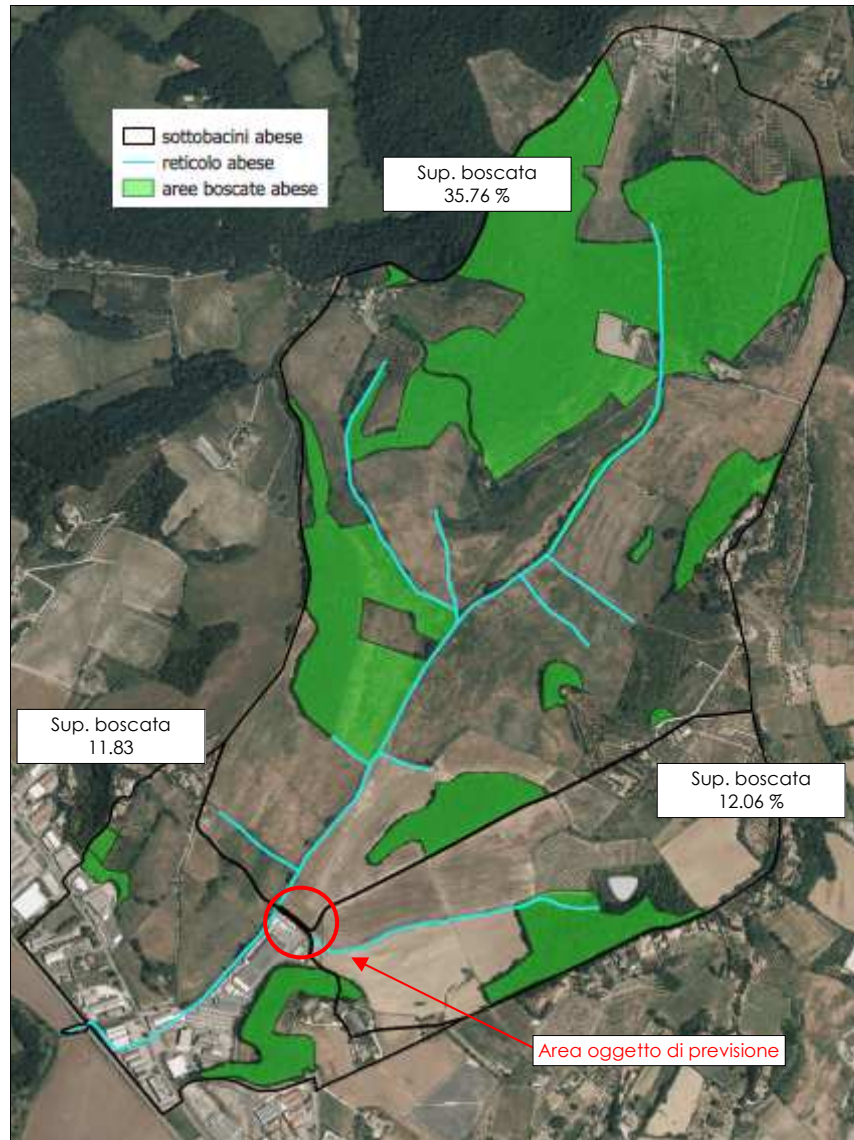 sottobacini abese
reticolo abese
aree boscate abese
Sup. boscata
35.76 %
Sup. boscata
11.83
Sup. boscata
12.06 %
Area oggetto di previsione